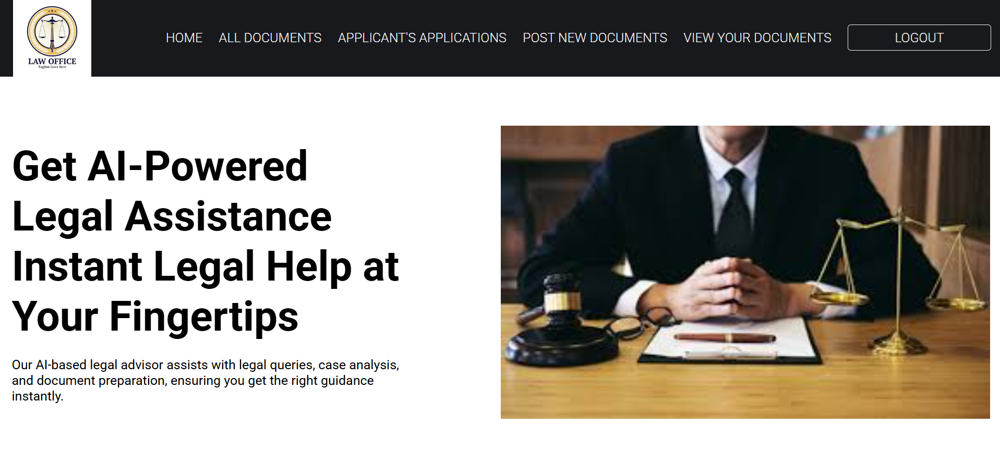 LAW OFFICE
Tagline Goes Here
HOME
ALL DOCUMENTS
APPLICANT'S APPLICATIONS
POST NEW DOCUMENTS
VIEW YOUR DOCUMENTS
LOGOUT
Get AI-Powered
Legal Assistance
Instant Legal Help at
Your Fingertips
Our AI-based legal advisor assists with legal queries, case analysis,
and document preparation, ensuring you get the right guidance
instantly.